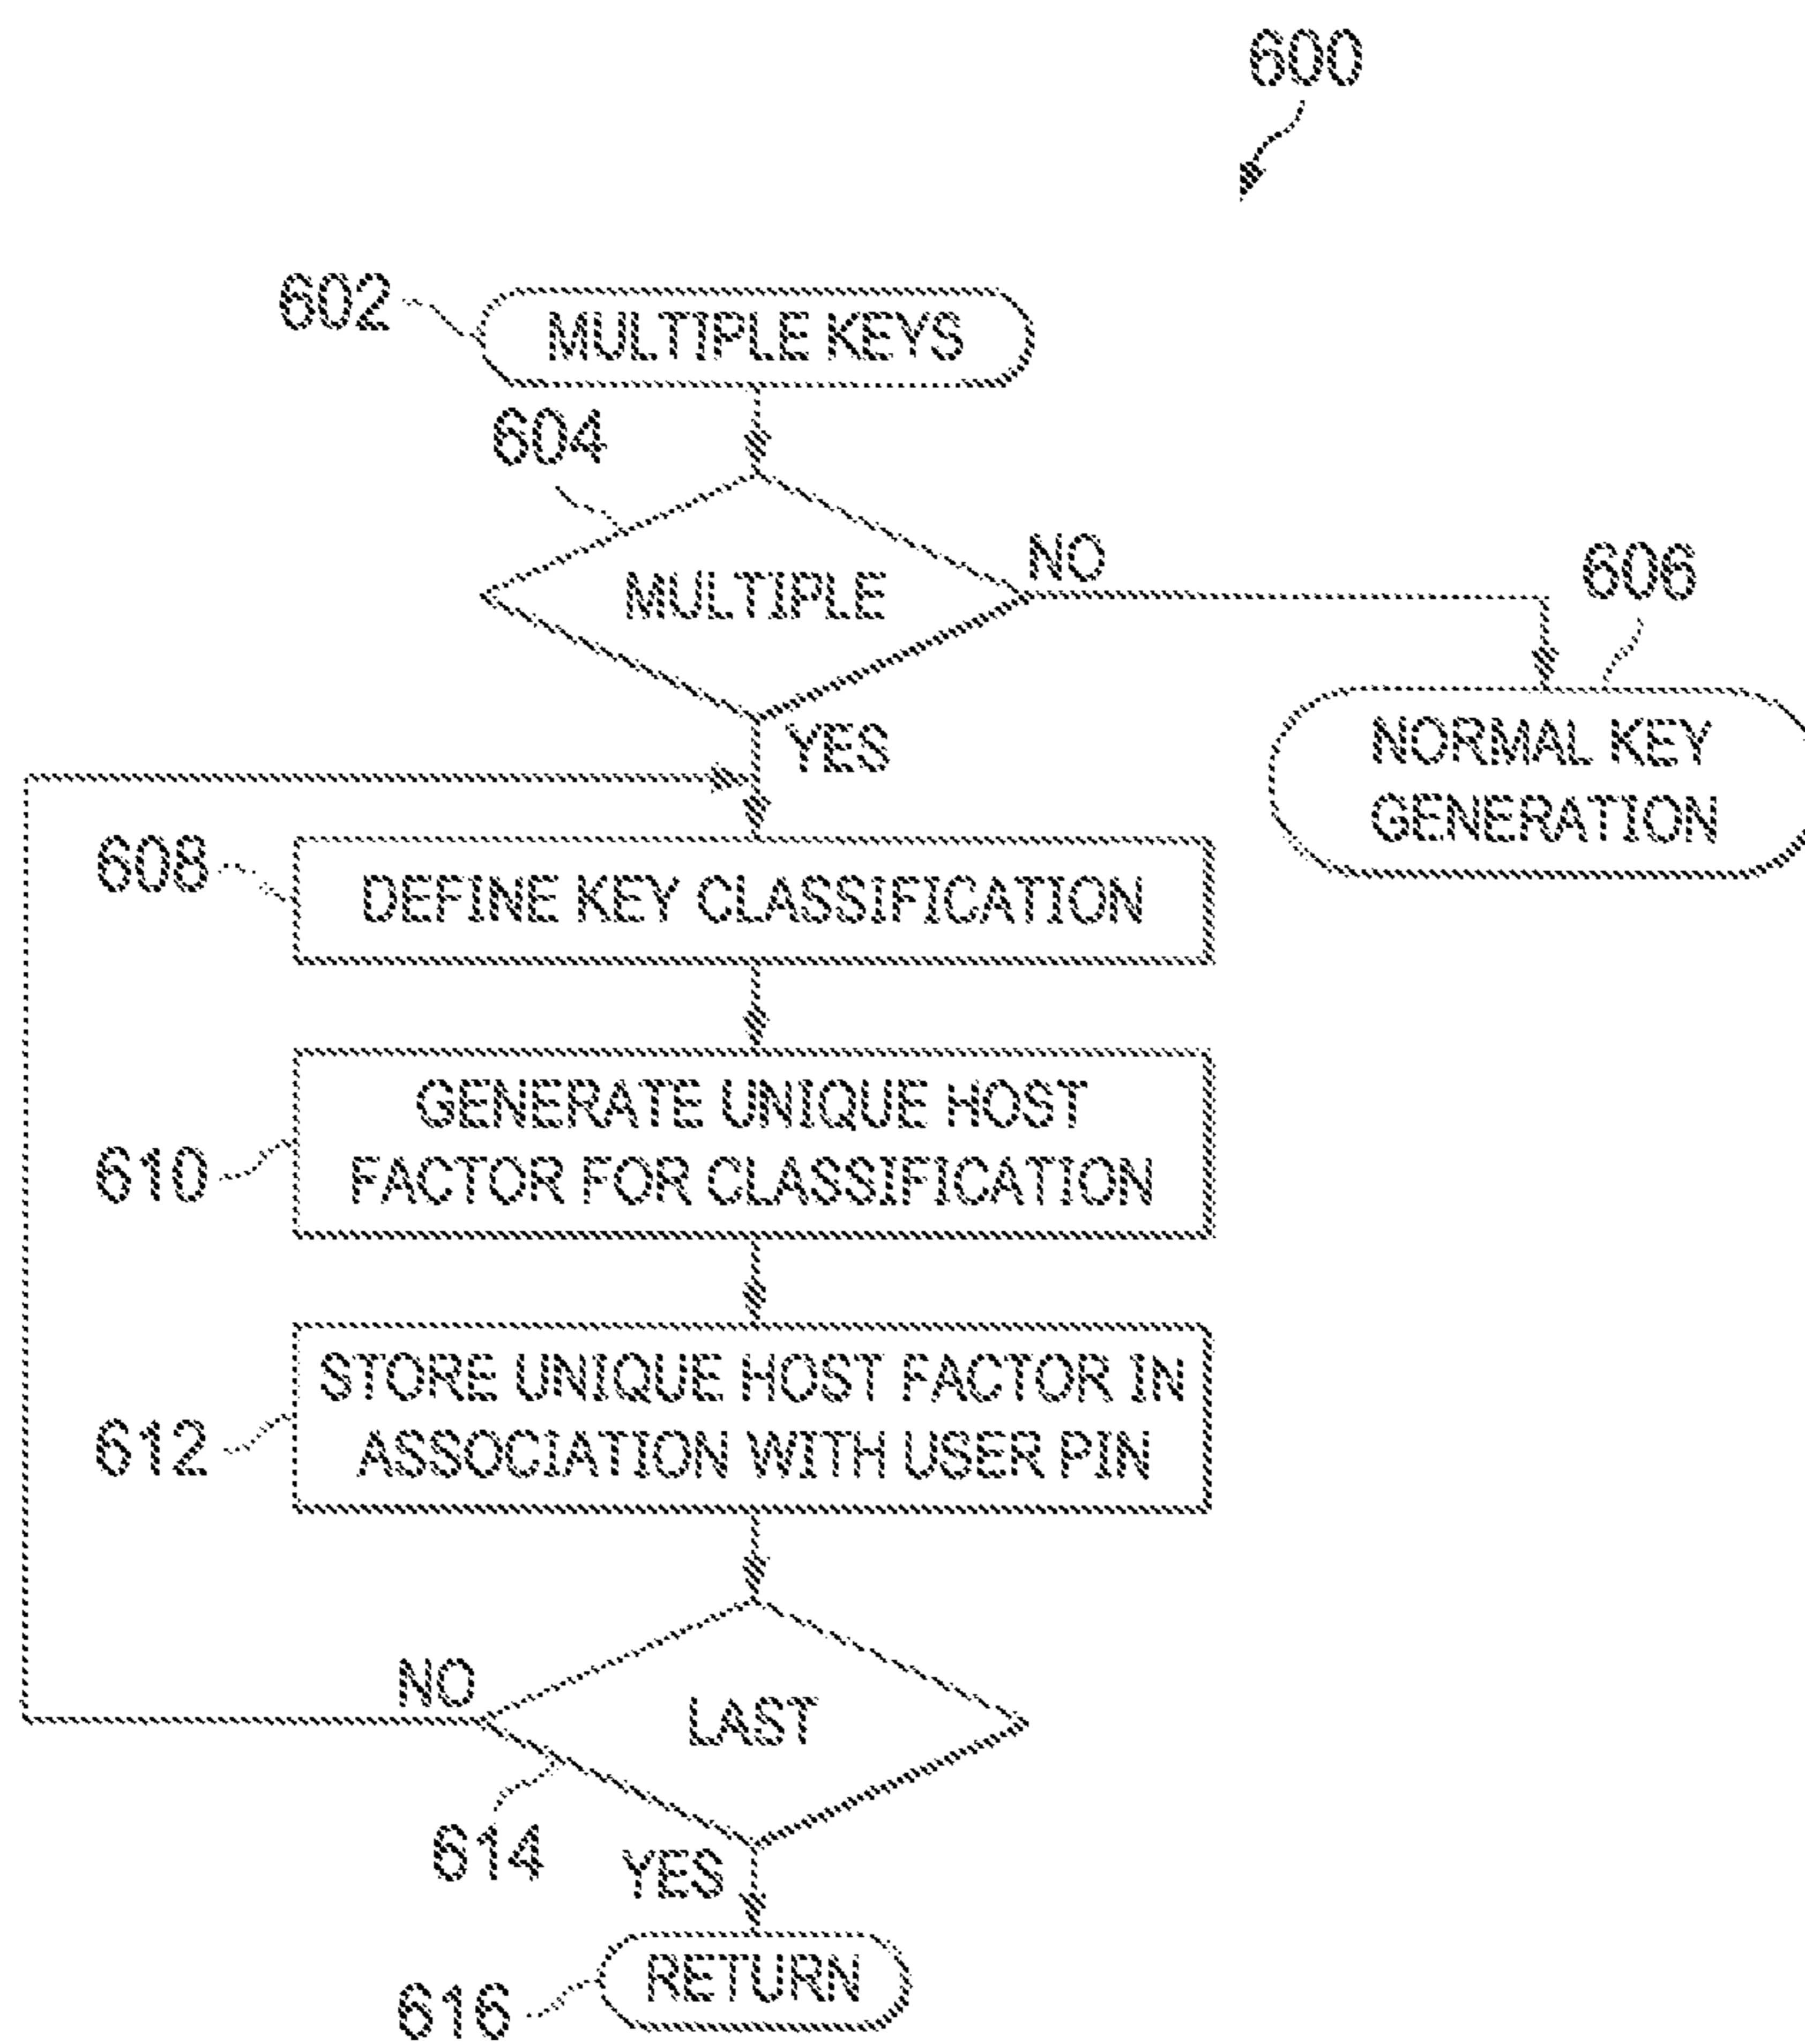 600
602
MULTIPLE KEYS
604
MULTIPLE
NO
606
NORMAL KEY
GENERATION
YES
608
DEFINE KEY CLASSIFICATION
610
GENERATE UNIQUE HOST
FACTOR FOR CLASSIFICATION
612
STORE UNIQUE HOST FACTOR IN
ASSOCIATION WITH USER PIN
NO
LAST
614
YES
616
RETURN